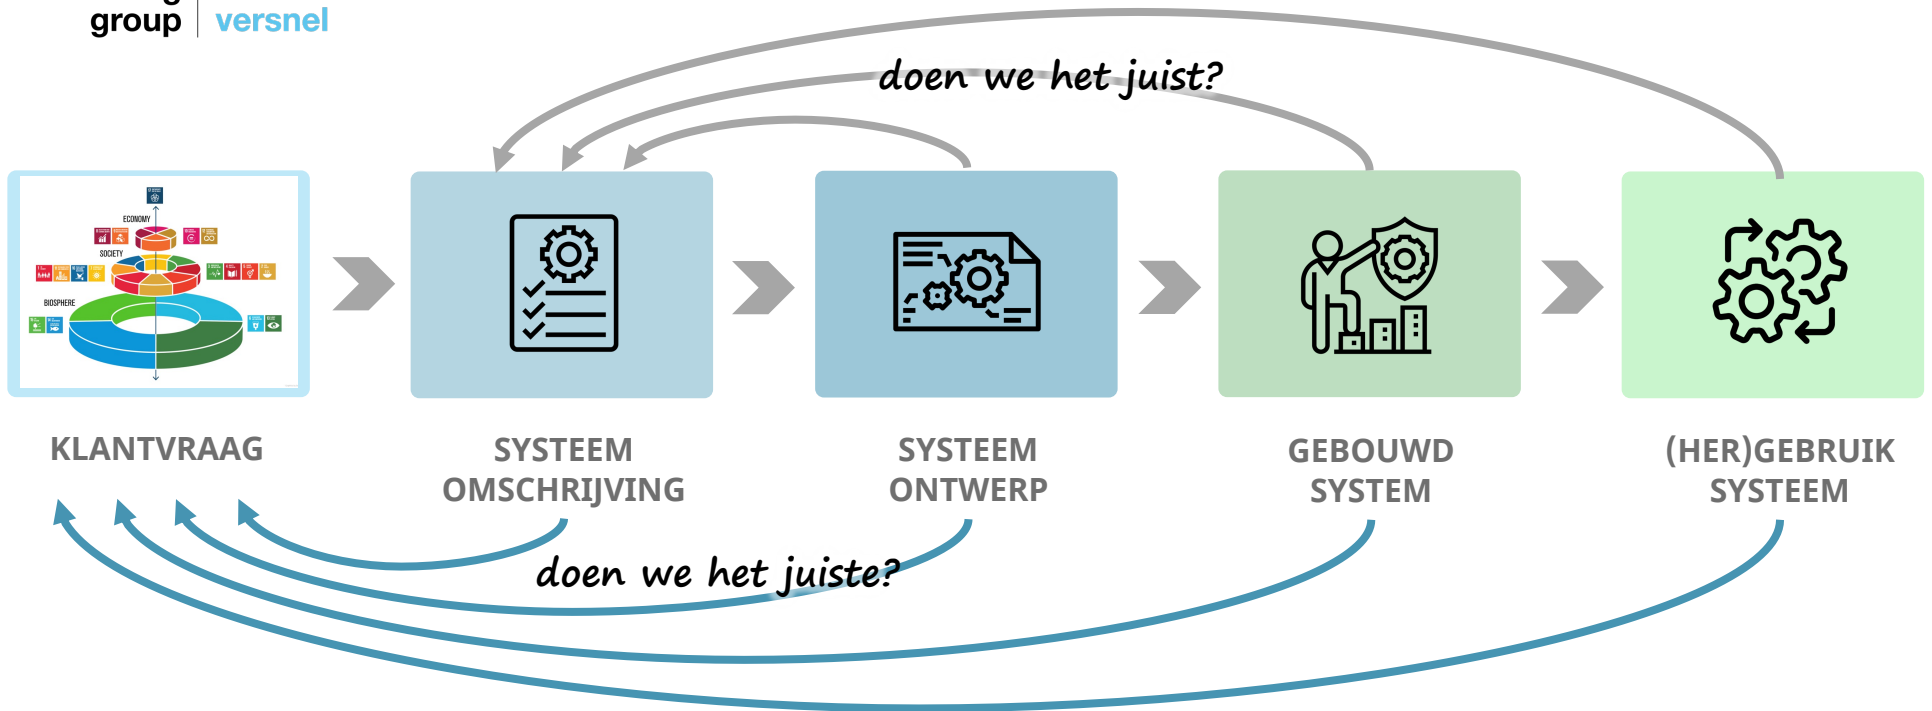 group
versnel
doen we het juist?
ECONOMY
SOCIETY
BIOSPHERE
KLANTVRAAG
SYSTEEM
OMSCHRIJVING
SYSTEEM
ONTWERP
GEBOUWD
SYSTEM
(HER)GEBRUIK
SYSTEEM
doen we het juiste?